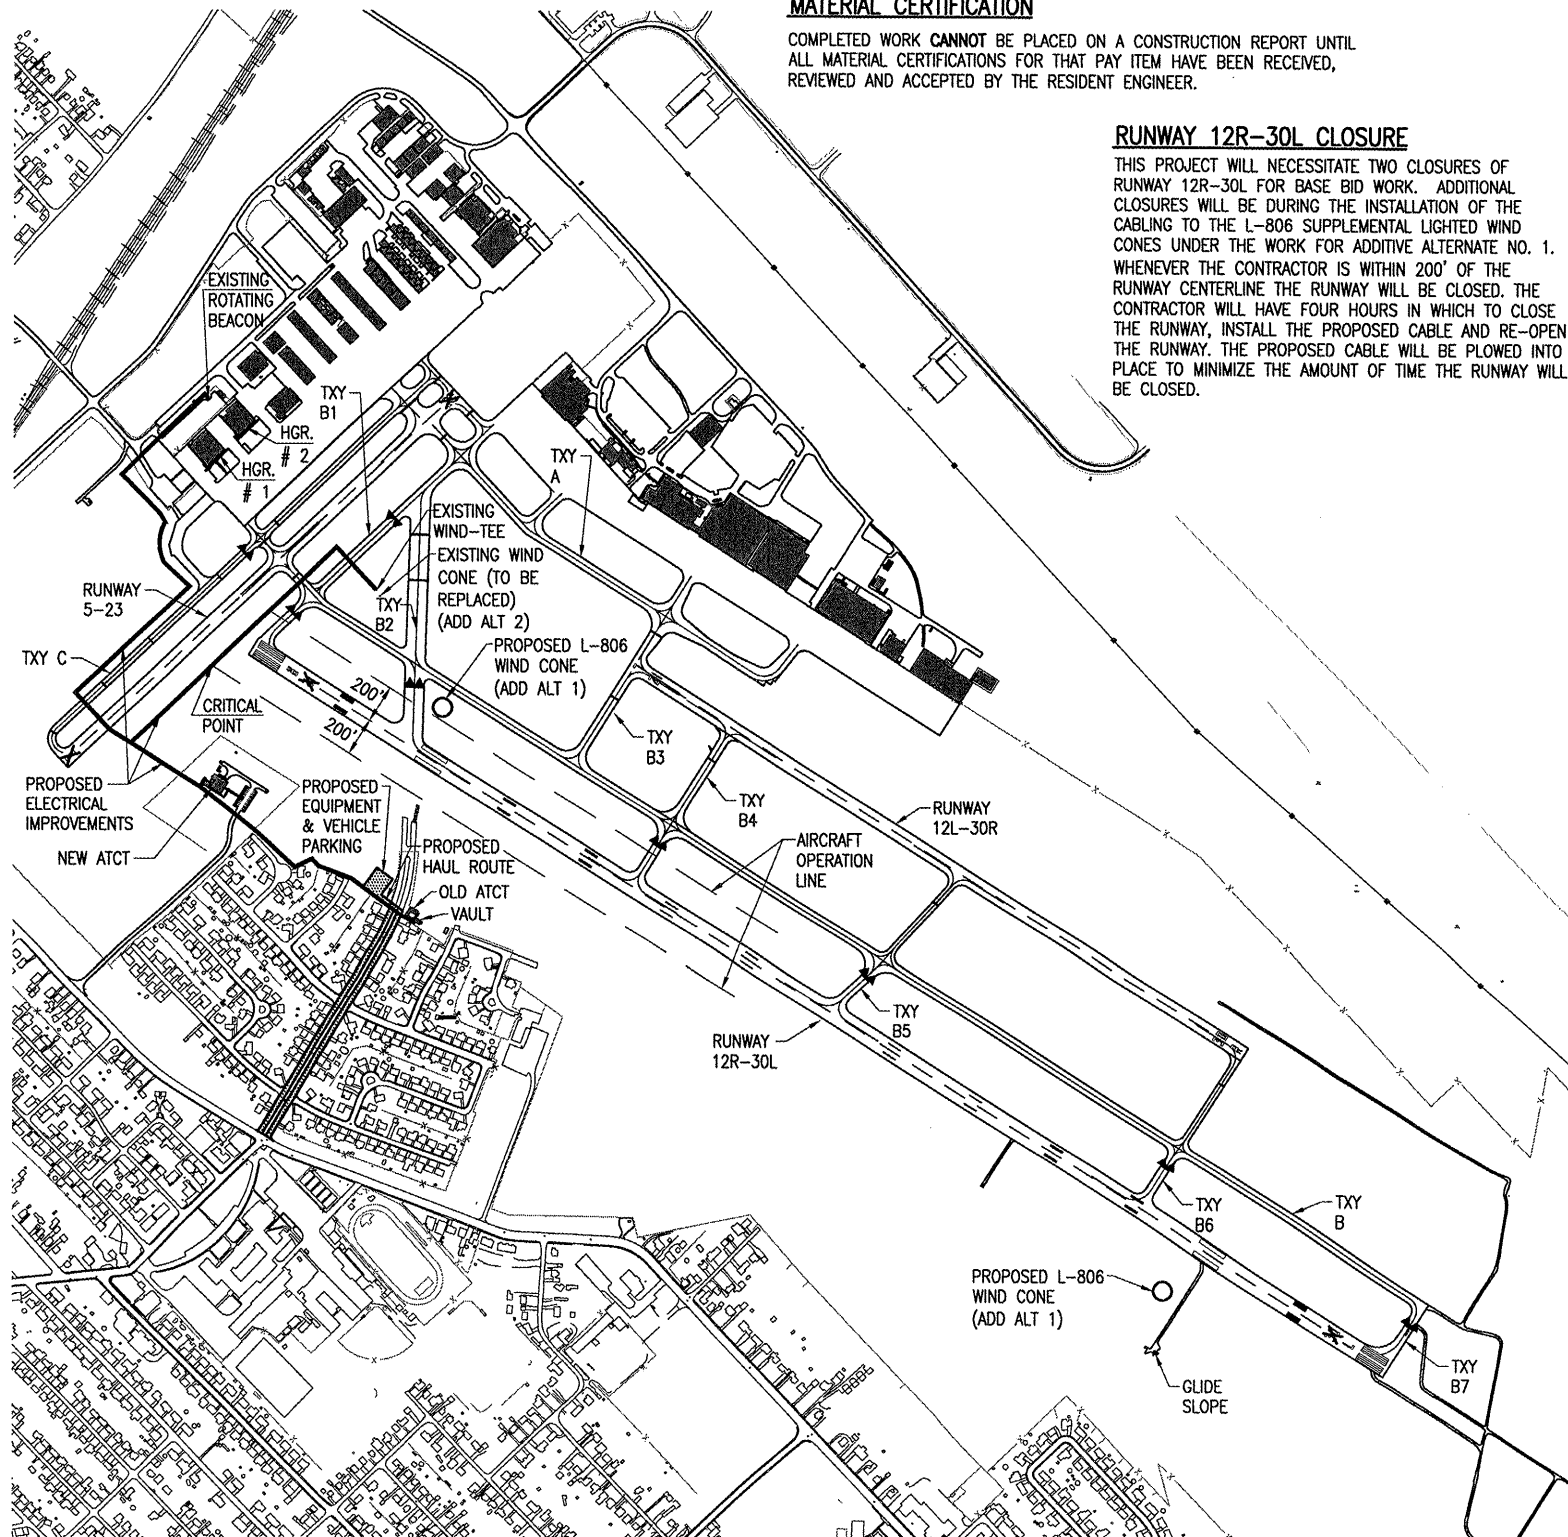 MATERIAL CERTIFICATION
COMPLETED WORK CANNOT BE PLACED ON A CONSTRUCTION REPORT UNTIL
ALL MATERIAL CERTIFICATIONS FOR THAT PAY ITEM HAVE BEEN RECEIVED,
REVIEWED AND ACCEPTED BY THE RESIDENT ENGINEER.
RUNWAY 12R-30L CLOSURE
THIS PROJECT WILL NECESSITATE TWO CLOSURES OF
RUNWAY 12R-30L FOR BASE BID WORK. ADDITIONAL
CLOSURES WILL BE DURING THE INSTALLATION OF THE
CABLING TO THE L-806 SUPPLEMENTAL LIGHTED WIND
CONES UNDER THE WORK FOR ADDITIVE ALTERNATE NO. 1.
WHENEVER THE CONTRACTOR IS WITHIN 200' OF THE
RUNWAY CENTERLINE THE RUNWAY WILL BE CLOSED. THE
CONTRACTOR WILL HAVE FOUR HOURS IN WHICH TO CLOSE
THE RUNWAY, INSTALL THE PROPOSED CABLE AND RE-OPEN
THE RUNWAY. THE PROPOSED CABLE WILL BE PLOWED INTO
PLACE TO MINIMIZE THE AMOUNT OF TIME THE RUNWAY WILL
BE CLOSED.
EXISTING
ROTATING
BEACON
TXY
B1
HGR.
# 2
HGR.
# 1
TXY
A
EXISTING
WIND-TEE
EXISTING WIND
CONE (TO BE
REPLACED)
(ADD ALT 2)
TXY
B2
RUNWAY
5-23
TXY C
PROPOSED L-806
WIND CONE
(ADD ALT 1)
200'
200'
CRITICAL
POINT
TXY
B3
PROPOSED
ELECTRICAL
IMPROVEMENTS
NEW ATCT
PROPOSED
EQUIPMENT
& VEHICLE
PARKING
PROPOSED
HAUL ROUTE
OLD ATCT
VAULT
TXY
B4
RUNWAY
12L-30R
AIRCRAFT
OPERATION
LINE
TXY
B5
RUNWAY
12R-30L
TXY
B6
TXY
B
PROPOSED L-806
WIND CONE
(ADD ALT 1)
GLIDE
SLOPE
TXY
B7